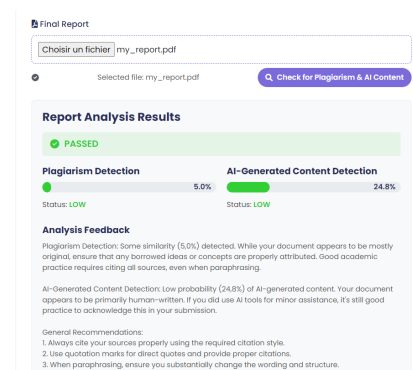 Final Report
Choisir un fichier my_report.pdf
Selected file: my_report.pdf
Check for Plagiarism & AI Content
Report Analysis Results
PASSED
Plagiarism Detection
5.0%
Status: LOW
AI-Generated Content Detection
24.8%
Status: LOW
Analysis Feedback
Plagiarism Detection: Some similarity (5,0%) detected. While your document appears to be mostly
original, ensure that any borrowed ideas or concepts are properly attributed. Good academic
practice requires citing all sources, even when paraphrasing.
AI-Generated Content Detection: Low probability (24,8%) of AI-generated content. Your document
appears to be primarily human-written. If you did use AI tools for minor assistance, it's still good
practice to acknowledge this in your submission.
General Recommendations:
1. Always cite your sources properly using the required citation style.
2. Use quotation marks for direct quotes and provide proper citations.
3. When paraphrasing, ensure you substantially change the wording and structure.